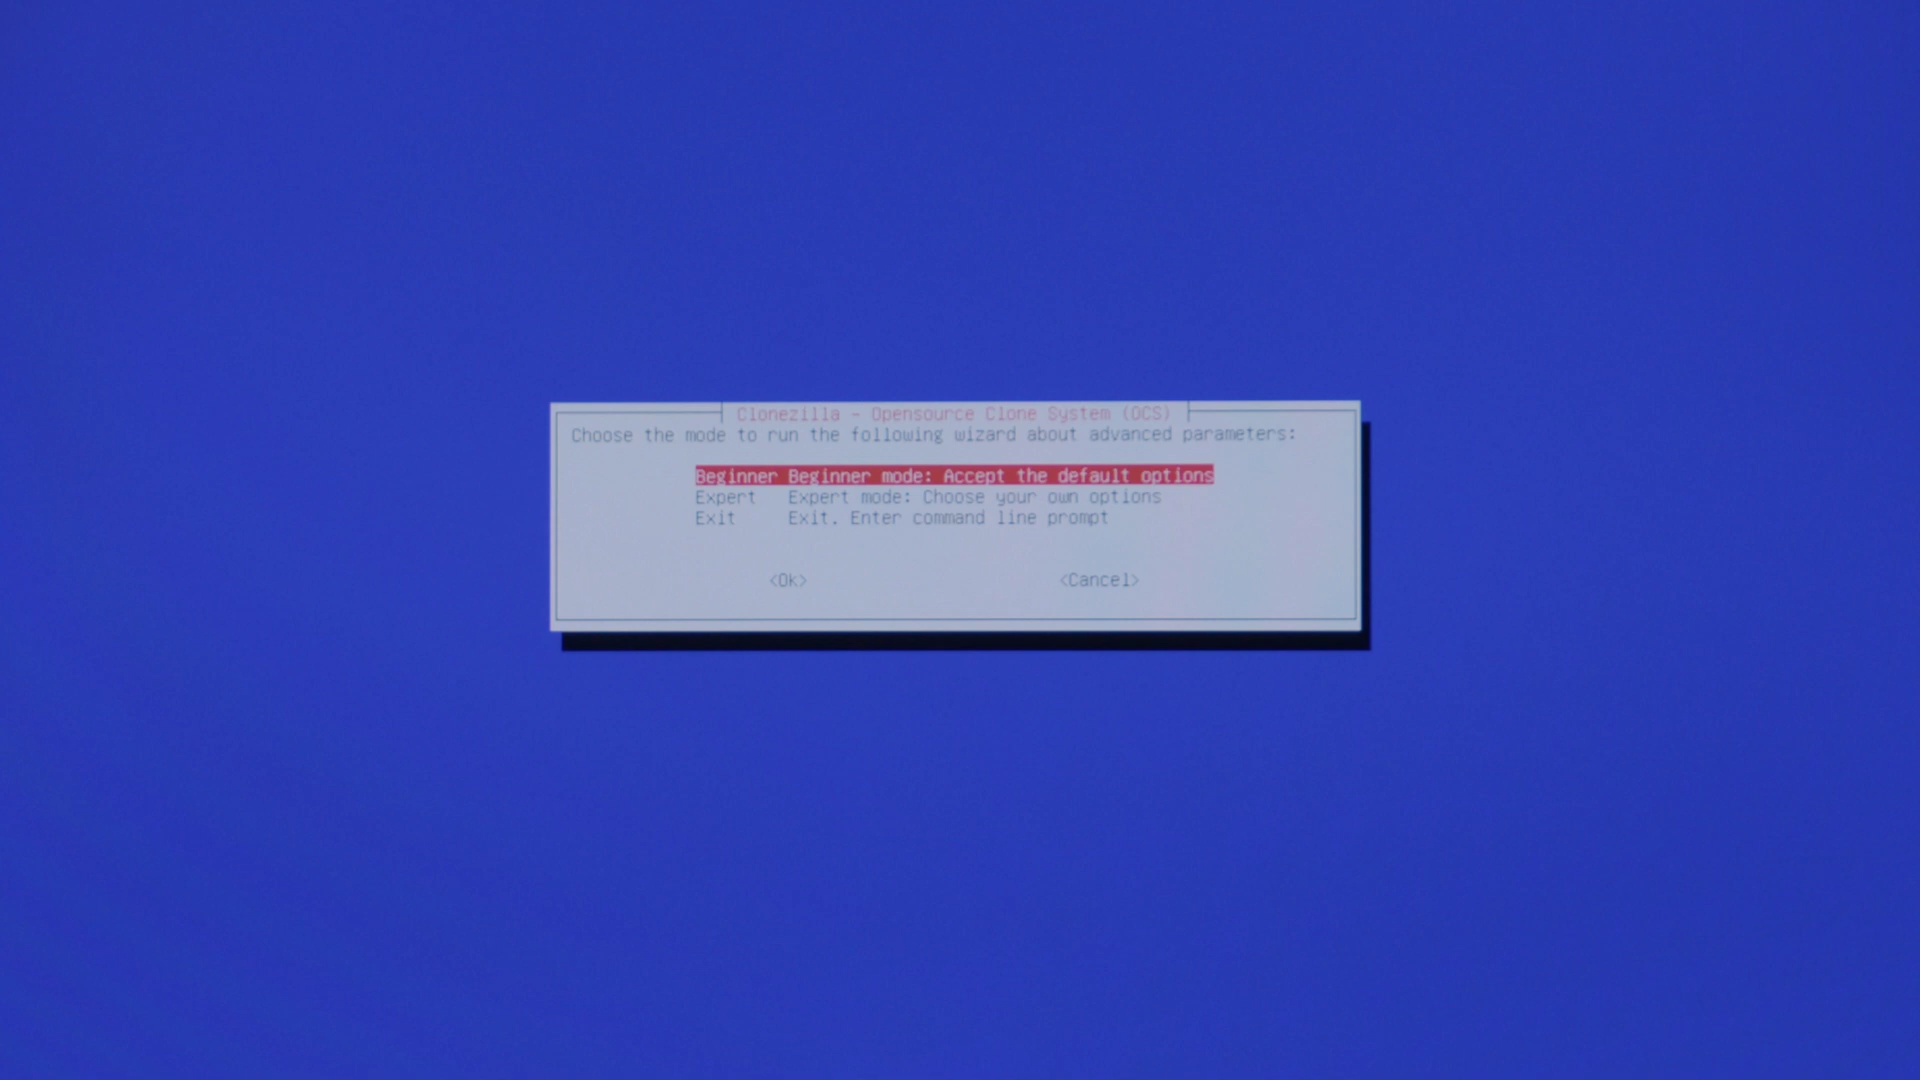 Clonezilla - Opensource Clone System (OCS)
Choose the mode to run the following wizard about advanced parameters:
Beginner Beginner mode: Accept the default options
Expert Expert mode: Choose your own options
Exit Exit. Enter command line prompt
<Ok> <Cancel>